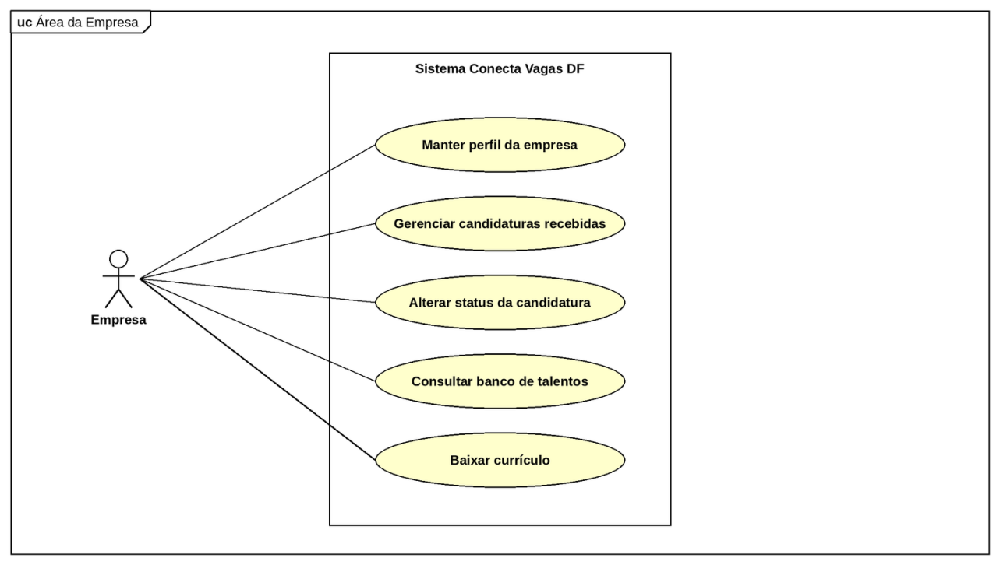 uc Área da Empresa
Sistema Conecta Vagas DF
Manter perfil da empresa
Gerenciar candidaturas recebidas
Alterar status da candidatura
Empresa
Consultar banco de talentos
Baixar currículo